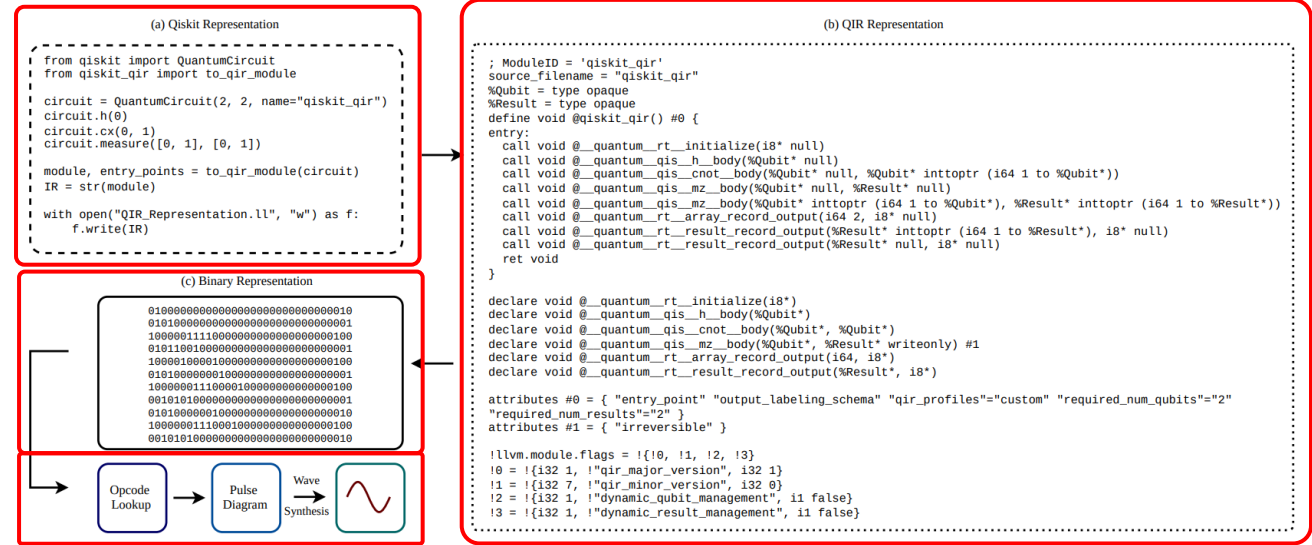 (a) Qiskit Representation
from qiskit import QuantumCircuit
from qiskit_qir import to_qir_module
circuit = QuantumCircuit(2, 2, name="qiskit_qir")
circuit.h(0)
circuit.cx(0, 1)
circuit.measure([0, 1], [0, 1])
module, entry_points = to_qir_module(circuit)
IR = str(module)
with open("QIR_Representation.ll", "w") as f:
    f.write(IR)
(b) QIR Representation
; ModuleID = 'qiskit_qir'
source_filename = "qiskit_qir"
%Qubit = type opaque
%Result = type opaque
define void @qiskit_qir() #0 {
entry:
  call void @__quantum__rt__initialize(i8* null)
  call void @__quantum__qis__h__body(%Qubit* null)
  call void @__quantum__qis__cnot__body(%Qubit* null, %Qubit* inttoptr (i64 1 to %Qubit*))
  call void @__quantum__qis__mz__body(%Qubit* null, %Result* null)
  call void @__quantum__qis__mz__body(%Qubit* inttoptr (i64 1 to %Qubit*), %Result* inttoptr (i64 1 to %Result*))
  call void @__quantum__rt__array_record_output(i64 2, i8* null)
  call void @__quantum__rt__result_record_output(%Result* inttoptr (i64 1 to %Result*), i8* null)
  call void @__quantum__rt__result_record_output(%Result* null, i8* null)
  ret void
}
declare void @__quantum__rt__initialize(i8*)
declare void @__quantum__qis__h__body(%Qubit*)
declare void @__quantum__qis__cnot__body(%Qubit*, %Qubit*)
declare void @__quantum__qis__mz__body(%Qubit*, %Result* writeonly) #1
declare void @__quantum__rt__array_record_output(i64, i8*)
declare void @__quantum__rt__result_record_output(%Result*, i8*)
attributes #0 = { "entry_point" "output_labeling_schema" "qir_profiles"="custom" "required_num_qubits"="2"
"required_num_results"="2" }
attributes #1 = { "irreversible" }
!llvm.module.flags = !{!0, !1, !2, !3}
!0 = !{i32 1, !"qir_major_version", i32 1}
!1 = !{i32 7, !"qir_minor_version", i32 0}
!2 = !{i32 1, !"dynamic_qubit_management", i1 false}
!3 = !{i32 1, !"dynamic_result_management", i1 false}
(c) Binary Representation
01000000000000000000000000000010
01010000000000000000000000000001
10000011110000000000000000000100
01011001000000000000000000000001
10000100001000000000000000000100
01010000000100000000000000000001
10000001110000100000000000000100
00101010000000000000000000000001
01010000001000000000000000000010
10000001110001000000000000000100
00101010000000000000000000000010
Opcode
Lookup
Pulse
Diagram
Wave
Synthesis